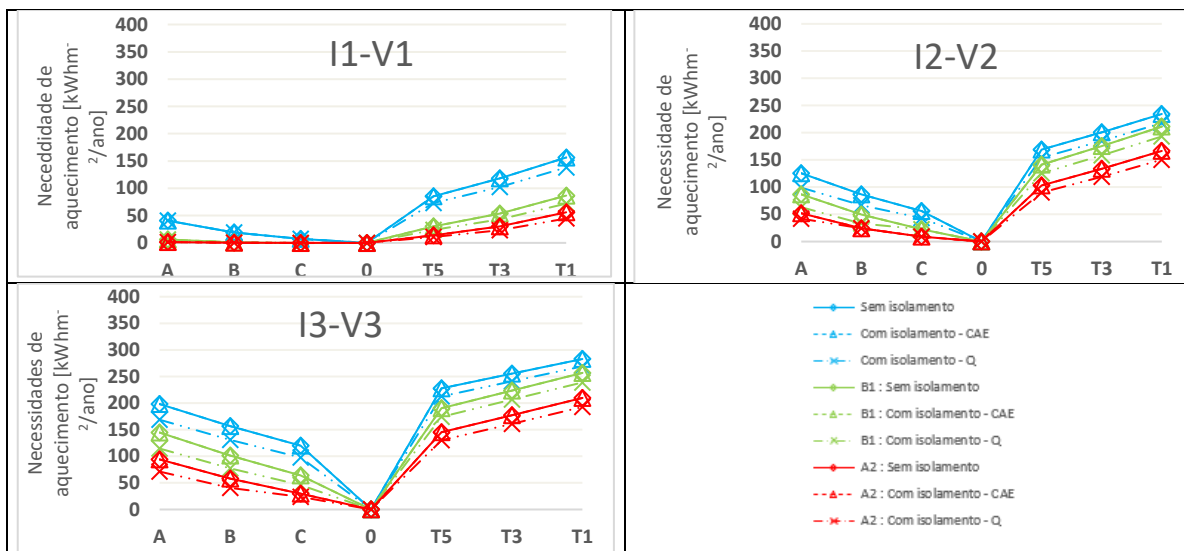 I1-V1
Neceddidade de
aquecimento [kWhm-
2/ano]
400
350
300
250
200
150
100
50
0
A B C 0 T5 T3 T1
I2-V2
Necessidade de
aquecimento [kWhm-
2/ano]
400
350
300
250
200
150
100
50
0
A B C 0 T5 T3 T1
I3-V3
Necessidades de
aquecimento [kWhm-
2/ano]
400
350
300
250
200
150
100
50
0
A B C 0 T5 T3 T1
Sem isolamento
Com isolamento - CAE
Com isolamento - Q
B1 : Sem isolamento
B1 : Com isolamento - CAE
B1 : Com isolamento - Q
A2 : Sem isolamento
A2 : Com isolamento - CAE
A2 : Com isolamento - Q